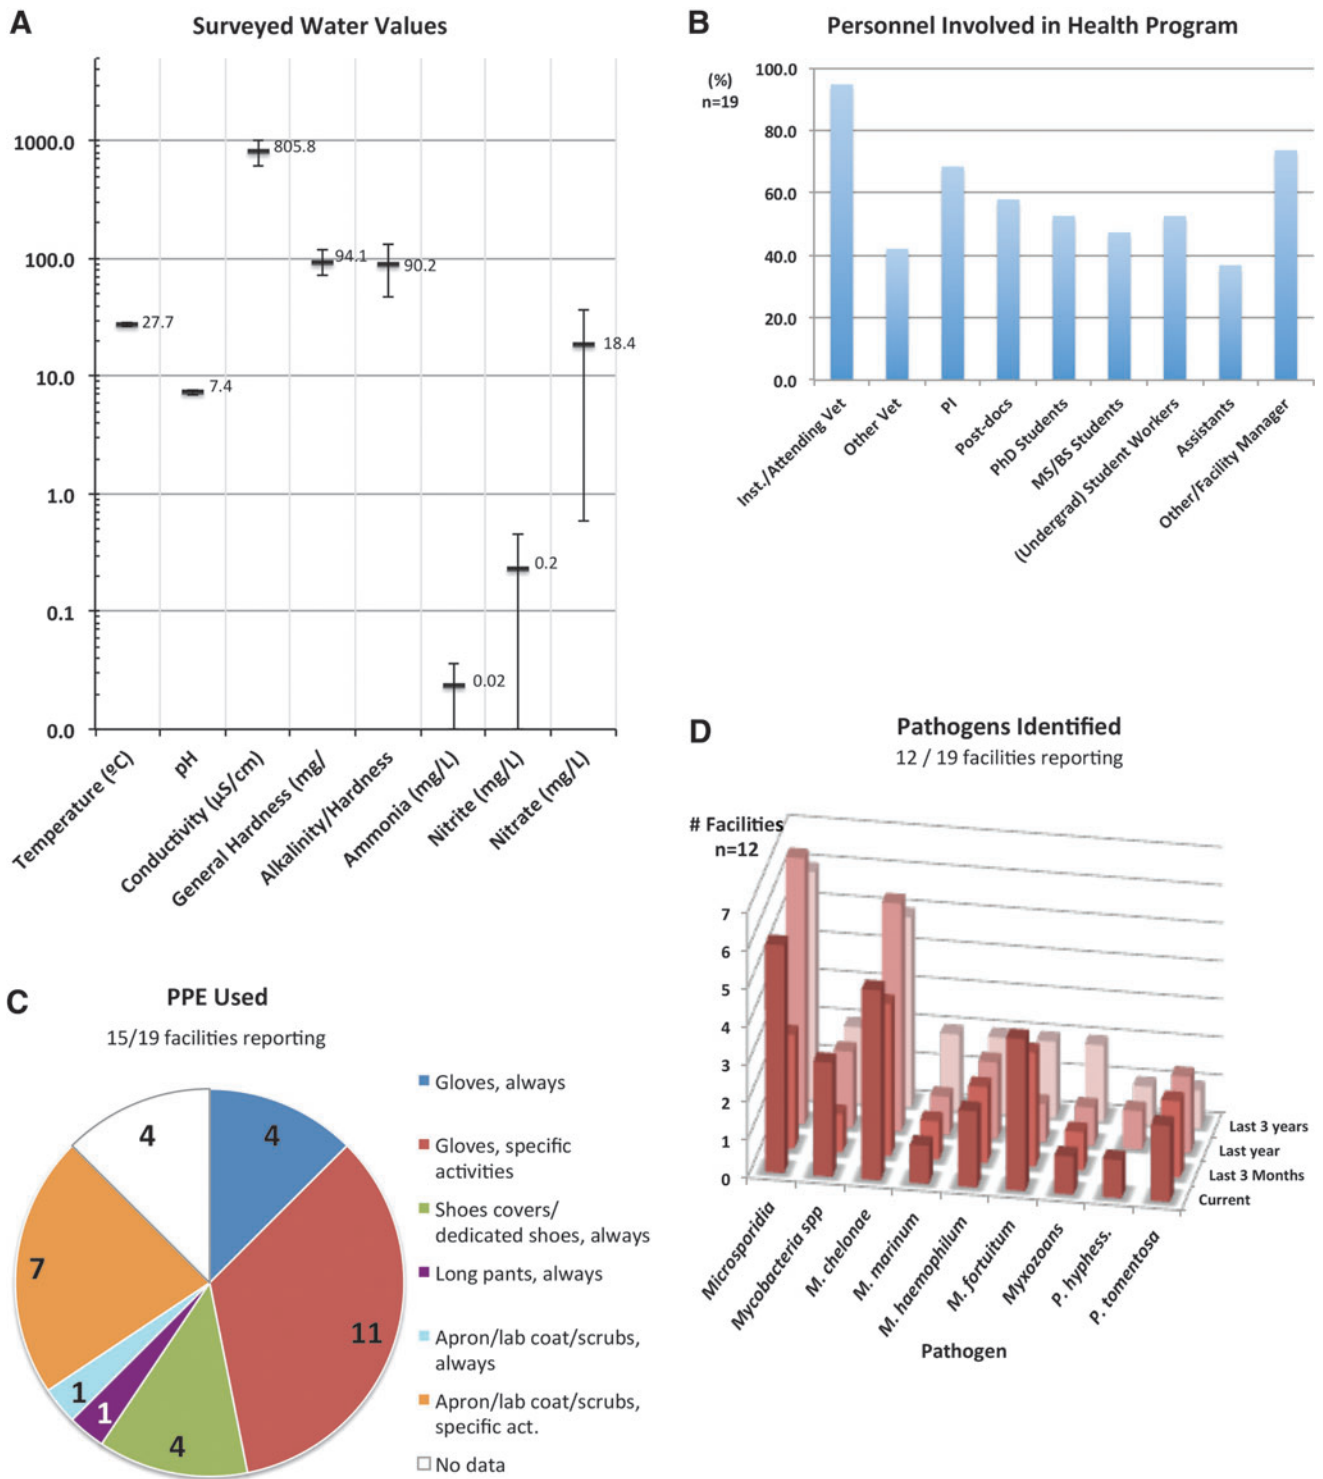 A
Surveyed Water Values
1000.0
100.0
10.0
1.0
0.1
0.0
805.8
94.1
90.2
27.7
7.4
18.4
0.2
0.02
Temperature (ºC)
pH
Conductivity (µS/cm)
General Hardness (mg/
Alkalinity/Hardness
Ammonia (mg/L)
Nitrite (mg/L)
Nitrate (mg/L)
B
Personnel Involved in Health Program
(%)
n=19
100.0
80.0
60.0
40.0
20.0
0.0
Inst./Attending Vet
Other Vet
PI
Post-docs
PhD Students
MS/BS Students
(Undergrad) Student Workers
Assistants
Other/Facility Manager
C
PPE Used
15/19 facilities reporting
4
4
7
11
1
1
4
Gloves, always
Gloves, specific
activities
Shoes covers/
dedicated shoes, always
Long pants, always
Apron/lab coat/scrubs,
always
Apron/lab coat/scrubs,
specific act.
No data
D
Pathogens Identified
12 / 19 facilities reporting
# Facilities
n=12
7
6
5
4
3
2
1
0
Last 3 years
Last year
Last 3 Months
Current
Microsporidia
Mycobacteria spp
M. chelonae
M. marinum
M. haemophilum
M. fortuitum
Myxozoans
P. hyphess.
P. tomentosa
Pathogen